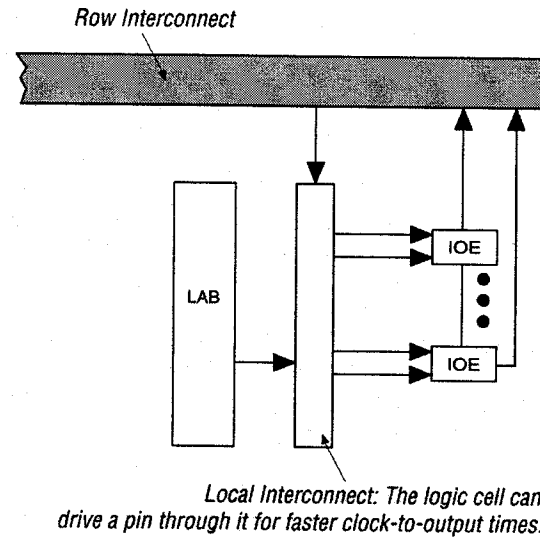 Row Interconnect
IOE
LAB
IOE
Local Interconnect: The logic cell can
drive a pin through it for faster clock-to-output times.